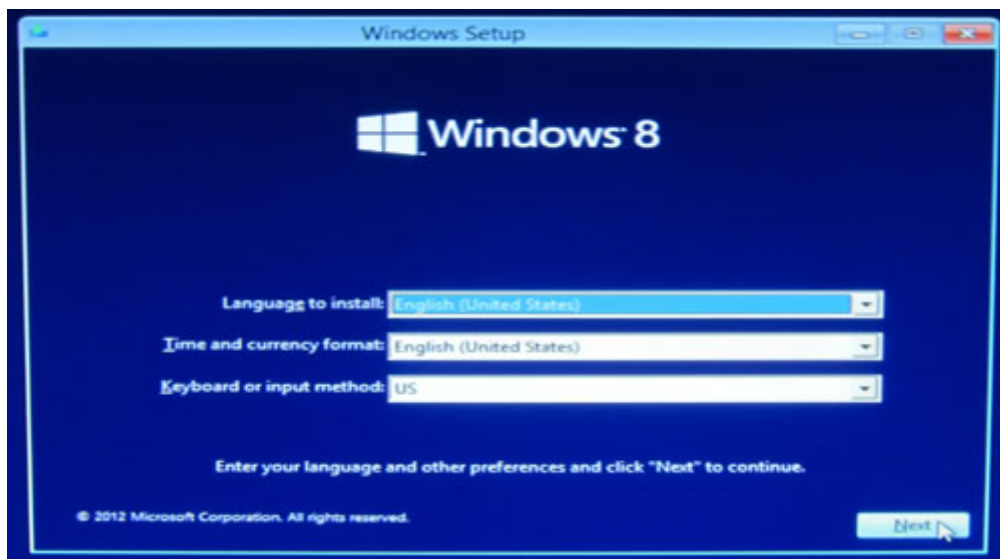 Windows Setup
Windows 8
Language to install: English (United States)
Time and currency format: English (United States)
Keyboard or input method: US
Enter your language and other preferences and click "Next" to continue.
© 2012 Microsoft Corporation. All rights reserved.
Next